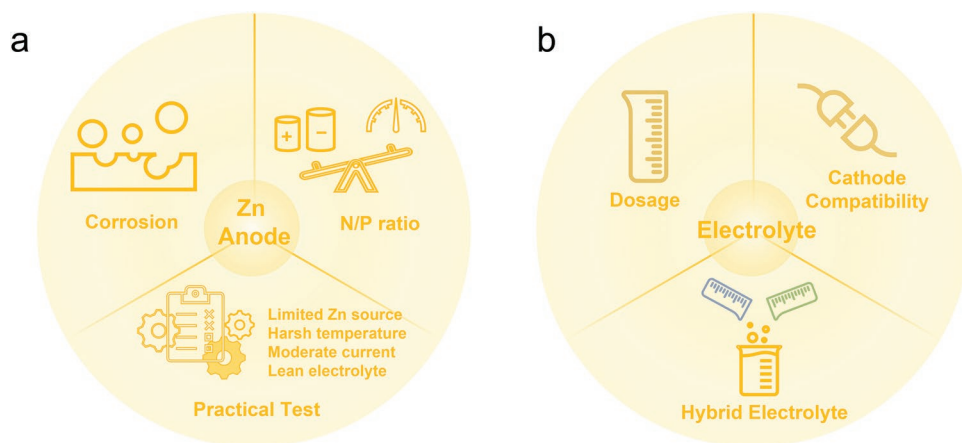 a
Corrosion
+
-
N/P ratio
Zn
Anode
Limited Zn source
Harsh temperature
Moderate current
Lean electrolyte
Practical Test
b
Dosage
Cathode
Compatibility
Electrolyte
Hybrid Electrolyte